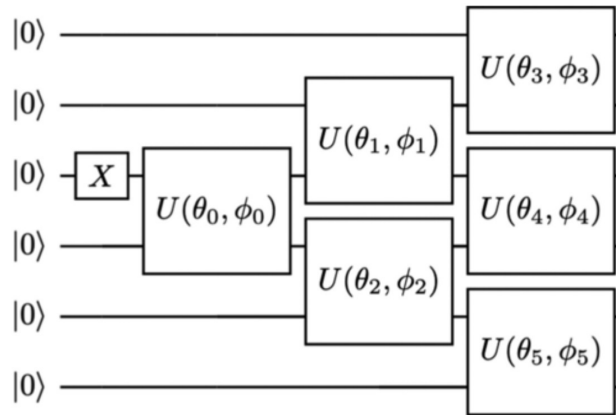 |0⟩
U(θ₃, ϕ₃)
|0⟩
U(θ₁, ϕ₁)
|0⟩
X
U(θ₀, ϕ₀)
U(θ₄, ϕ₄)
|0⟩
U(θ₂, ϕ₂)
|0⟩
U(θ₅, ϕ₅)
|0⟩